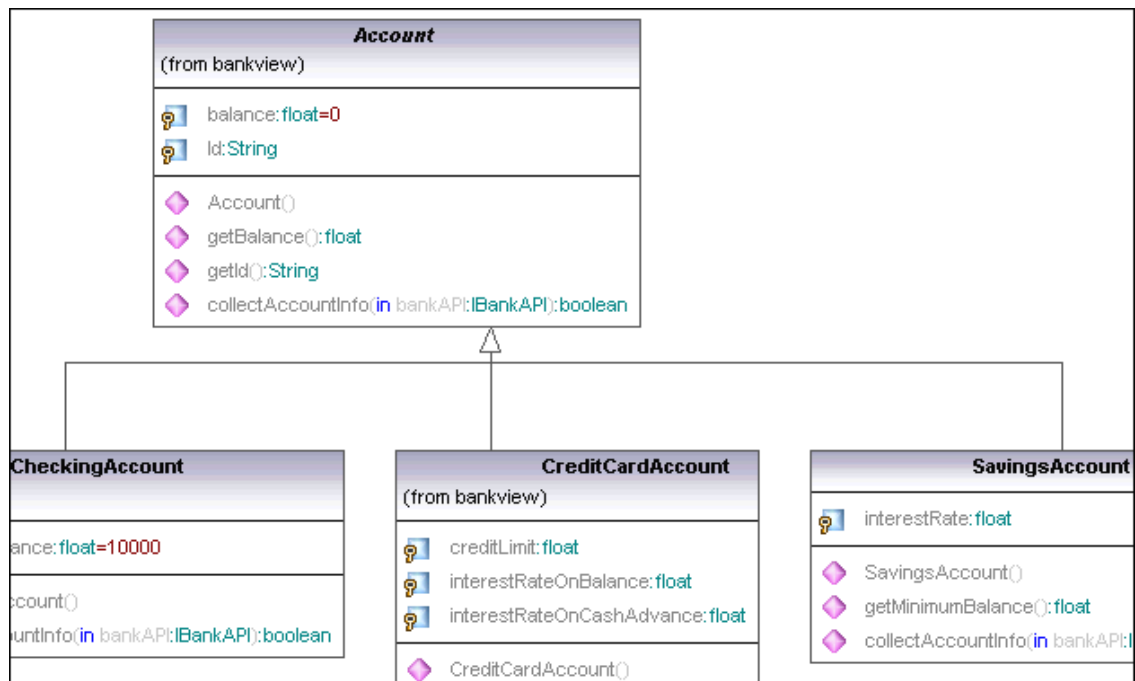 Account
(from bankview)
balance:float=0
Id:String
Account()
getBalance():float
getId():String
collectAccountInfo(in bankAPI:IBankAPI):boolean
CheckingAccount
ance:float=10000
ccount()
untInfo(in bankAPI:IBankAPI):boolean
CreditCardAccount
(from bankview)
creditLimit:float
interestRateOnBalance:float
interestRateOnCashAdvance:float
CreditCardAccount()
SavingsAccount
interestRate:float
SavingsAccount()
getMinimumBalance():float
collectAccountInfo(in bankAPI:I